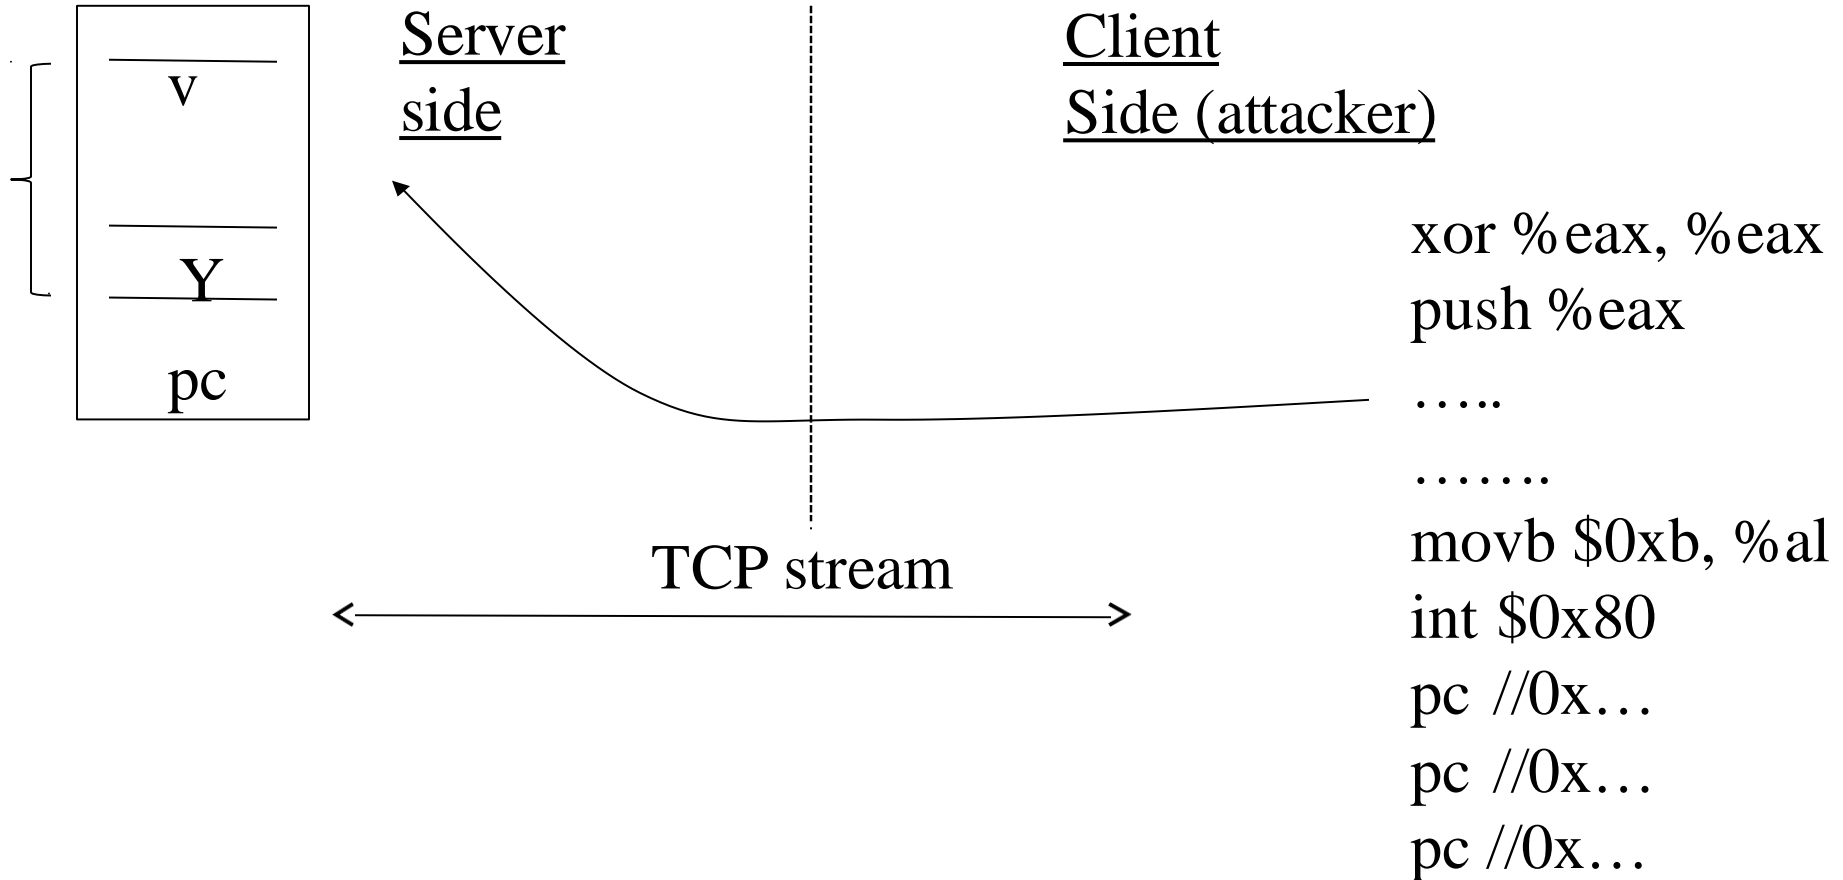 v
Y
pc
Server
side
Client
Side (attacker)
xor %eax, %eax
push %eax
…..
…….
movb $0xb, %al
int $0x80
pc //0x…
pc //0x…
pc //0x…
TCP stream